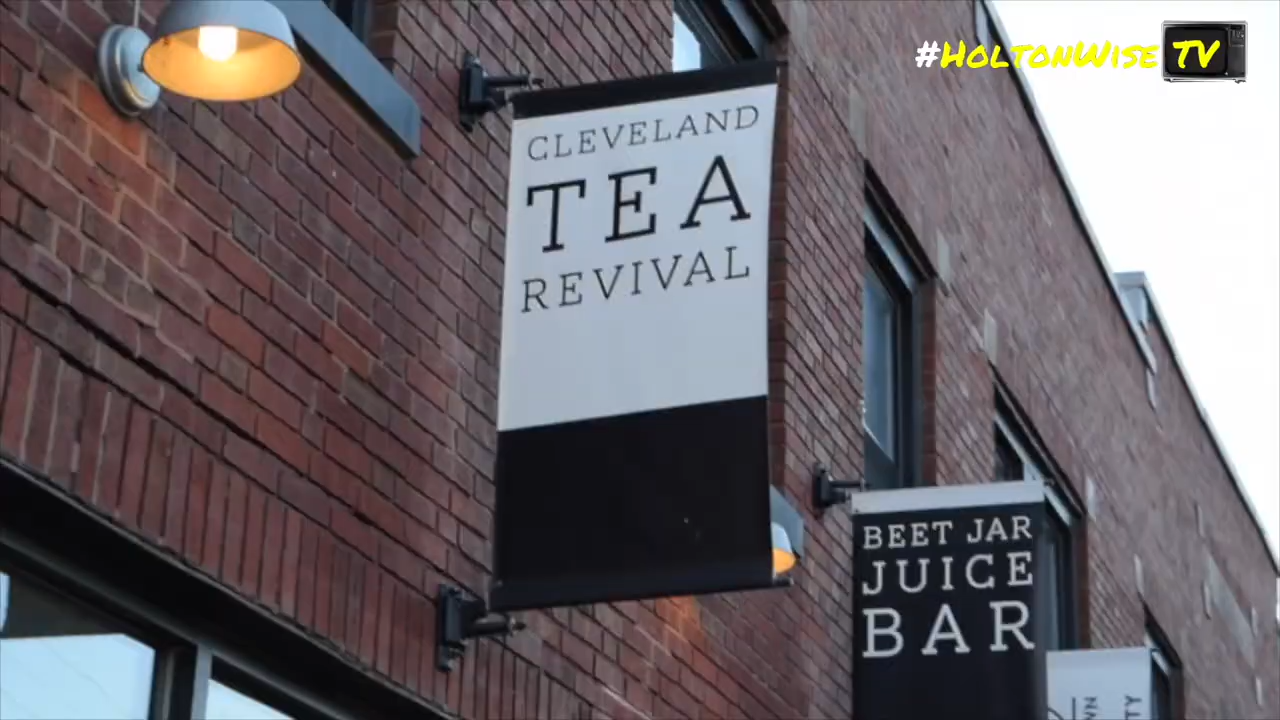 #HOLTONWISE TV
CLEVELAND
TEA
REVIVAL
BEET JAR
JUICE
BAR